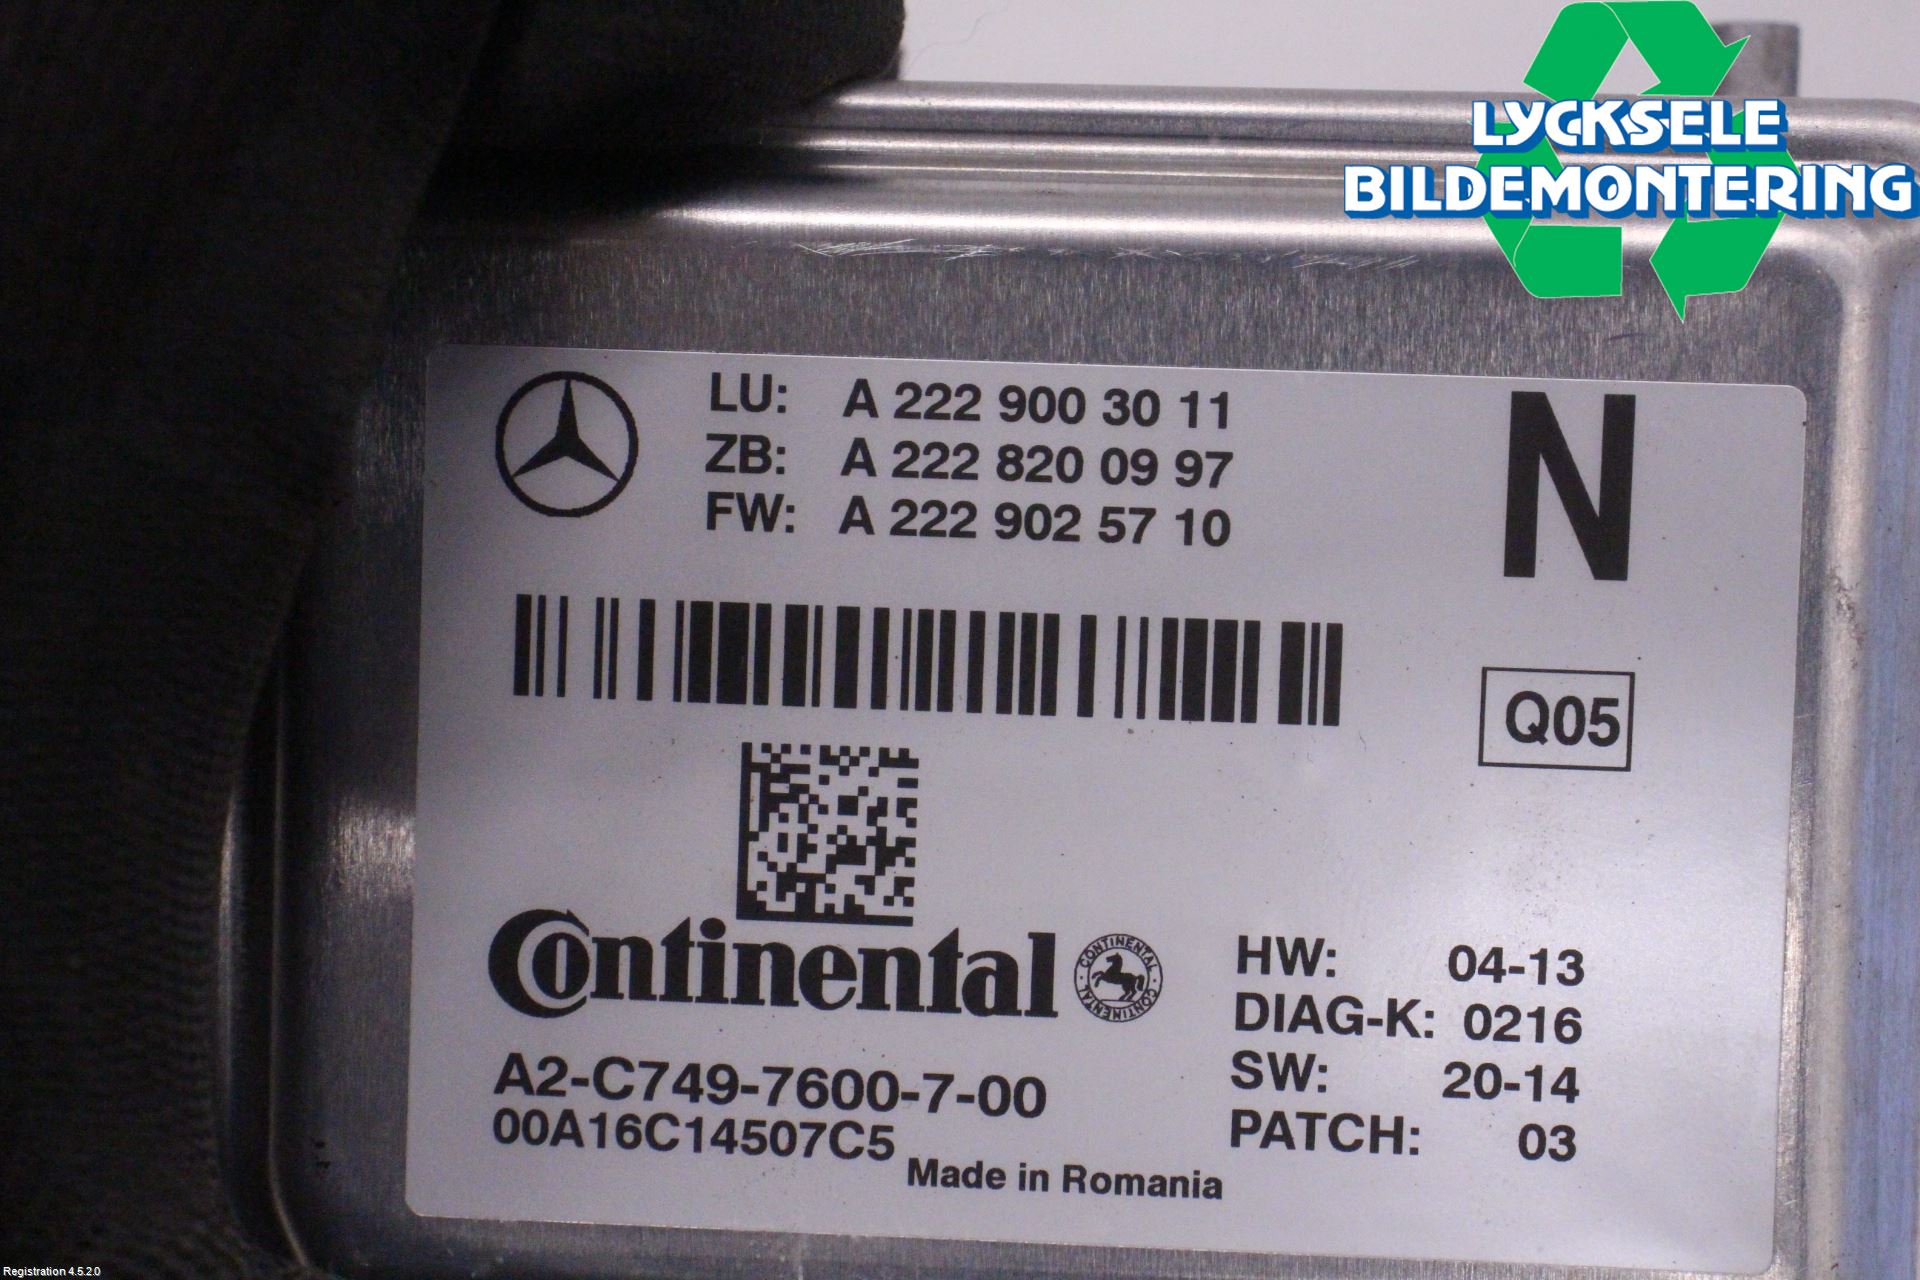 LYCKSELE
BILDEMONTERING
LU: A 222 900 30 11
ZB: A 222 820 09 97
FW: A 222 902 57 10
N
Q05
Continental
CONTINENTAL · CONTINENTAL ·
HW: 04-13
DIAG-K: 0216
SW: 20-14
PATCH: 03
A2-C749-7600-7-00
00A16C14507C5
Made in Romania
Registration 4.5.2.0